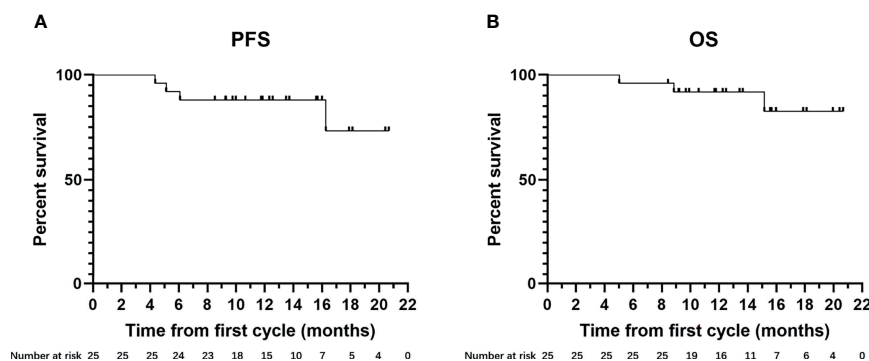 A
PFS
100
50
0
Percent survival
0 2 4 6 8 10 12 14 16 18 20 22
Time from first cycle (months)
Number at risk 25 25 25 24 23 18 15 10 7 5 4 0
B
OS
100
50
0
Percent survival
0 2 4 6 8 10 12 14 16 18 20 22
Time from first cycle (months)
Number at risk 25 25 25 25 25 19 16 11 7 6 4 0